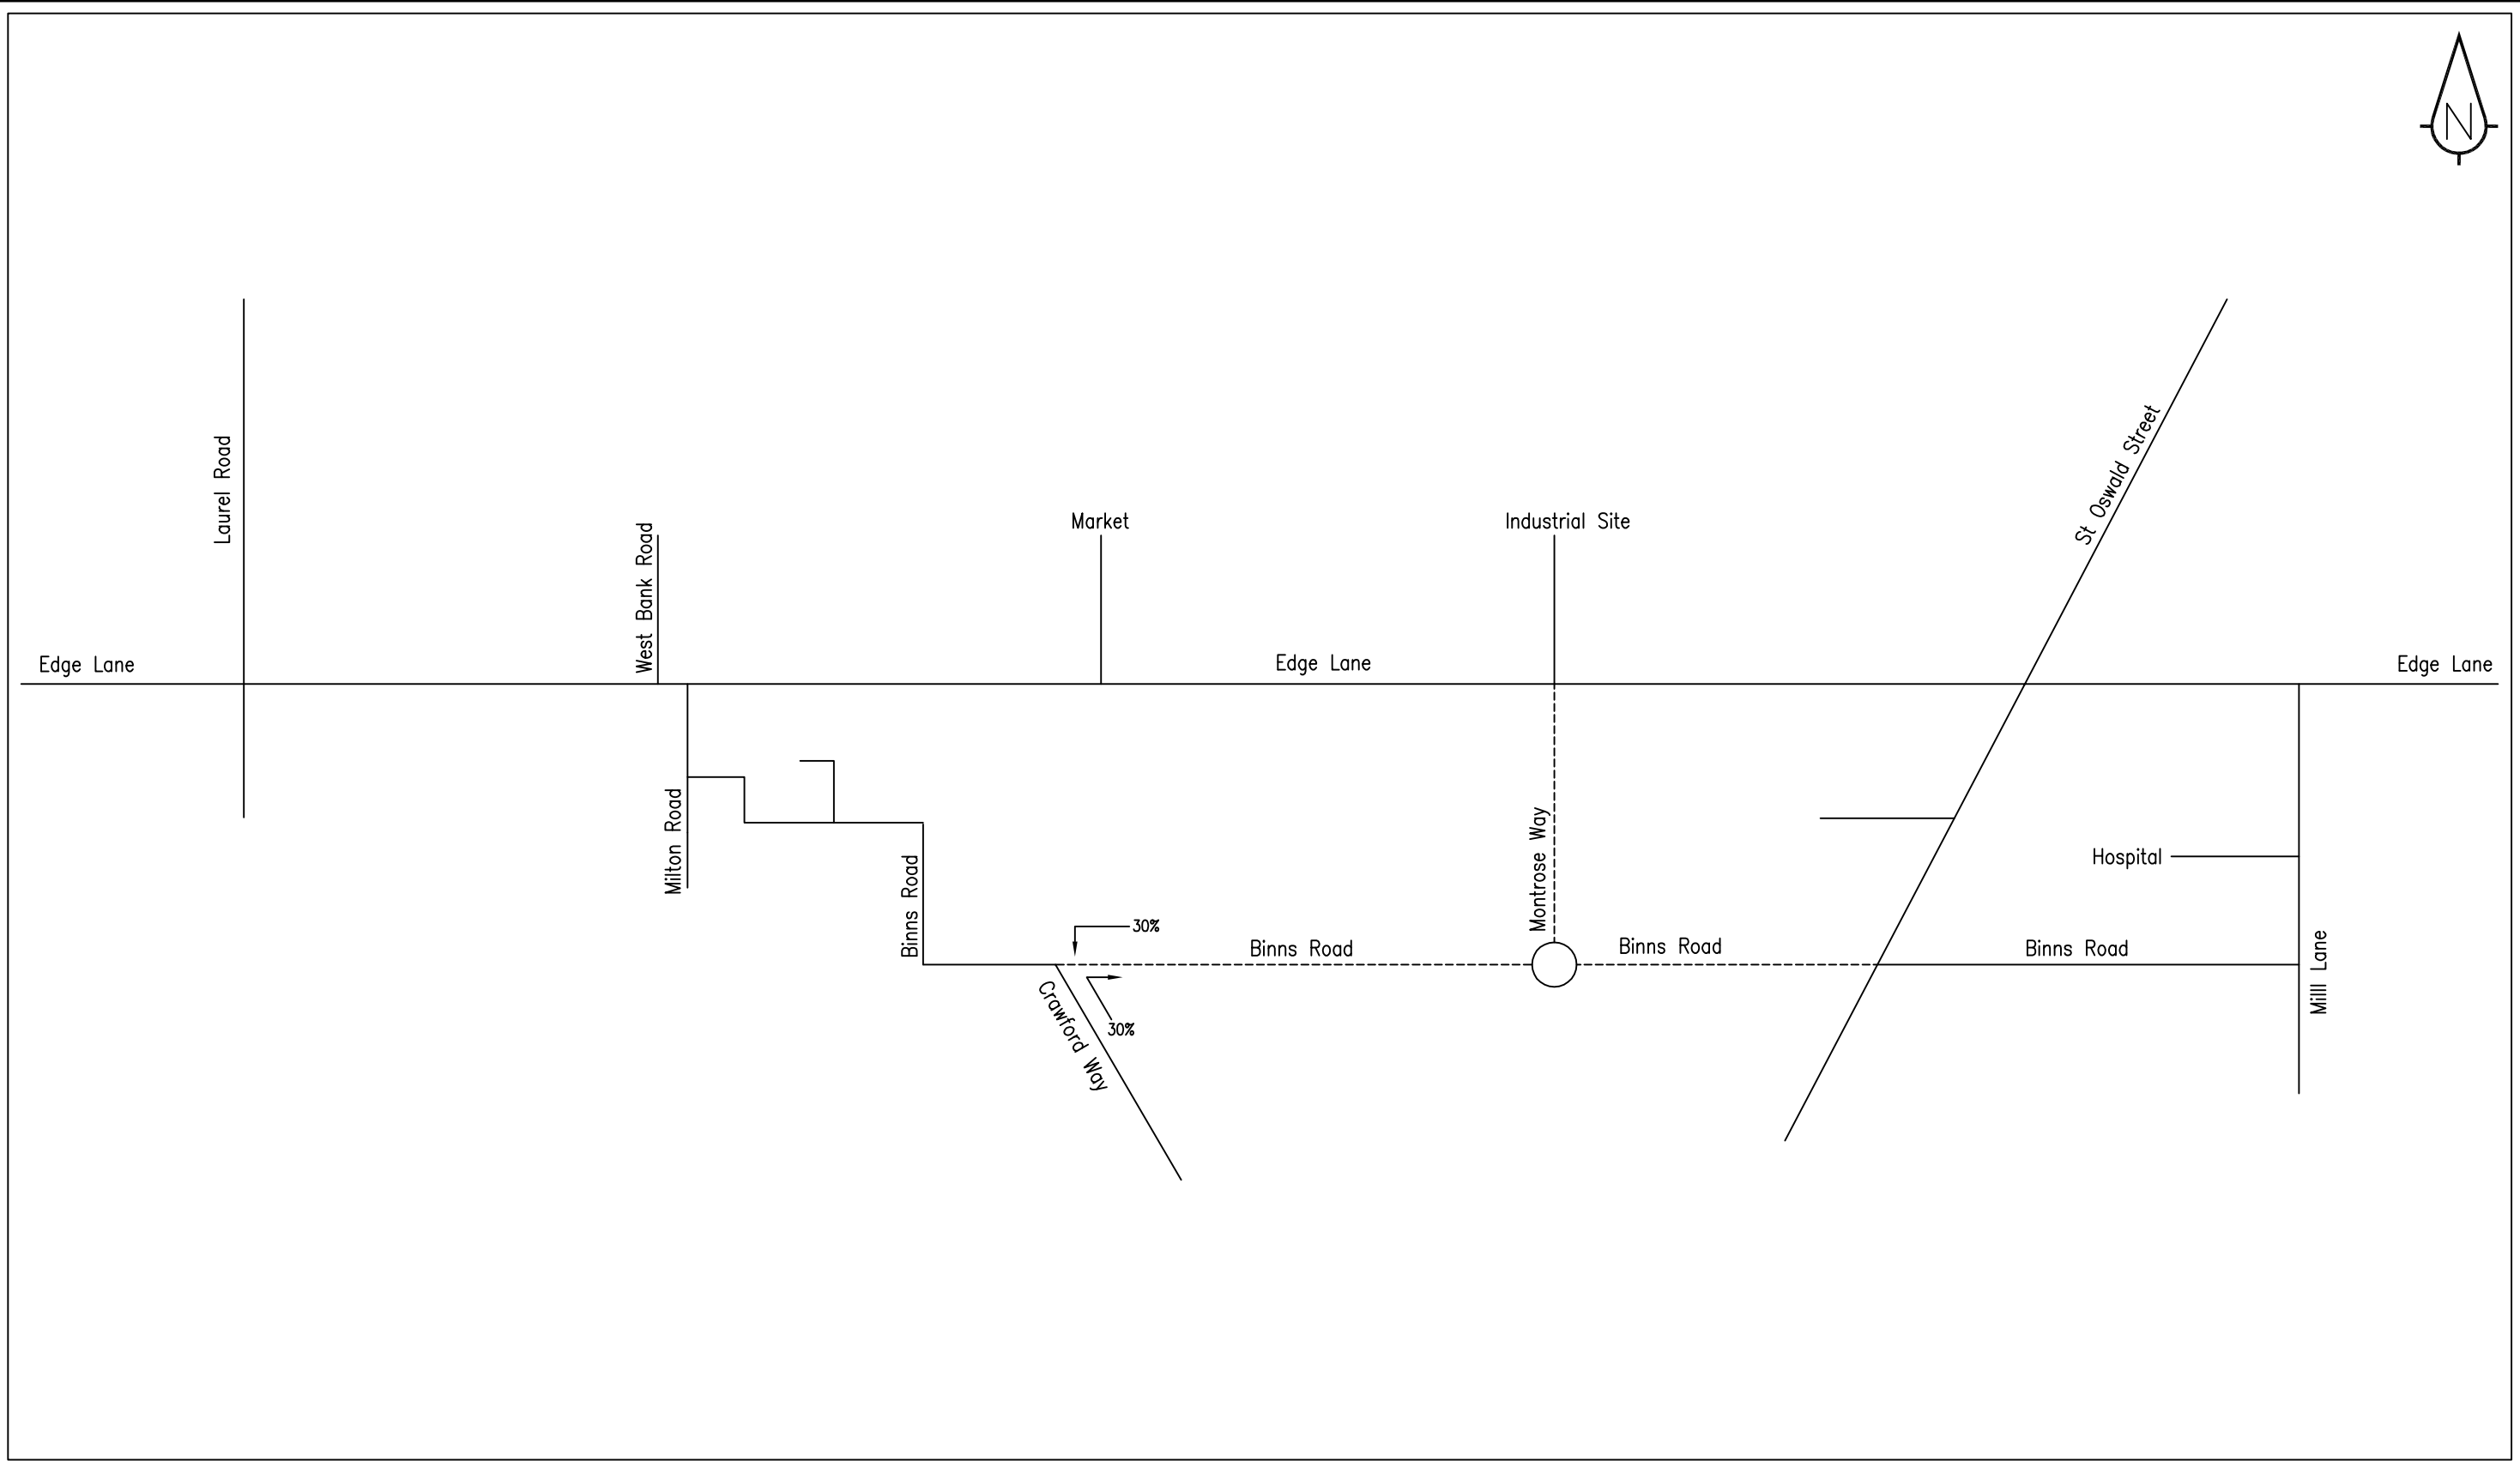 N
Laurel Road
St Oswald Street
West Bank Road
Market
Industrial Site
Edge Lane
Edge Lane
Edge Lane
Milton Road
Montrose Way
Hospital
Binns Road
30%
Binns Road
Binns Road
Binns Road
Milll Lane
Crawford Way
30%